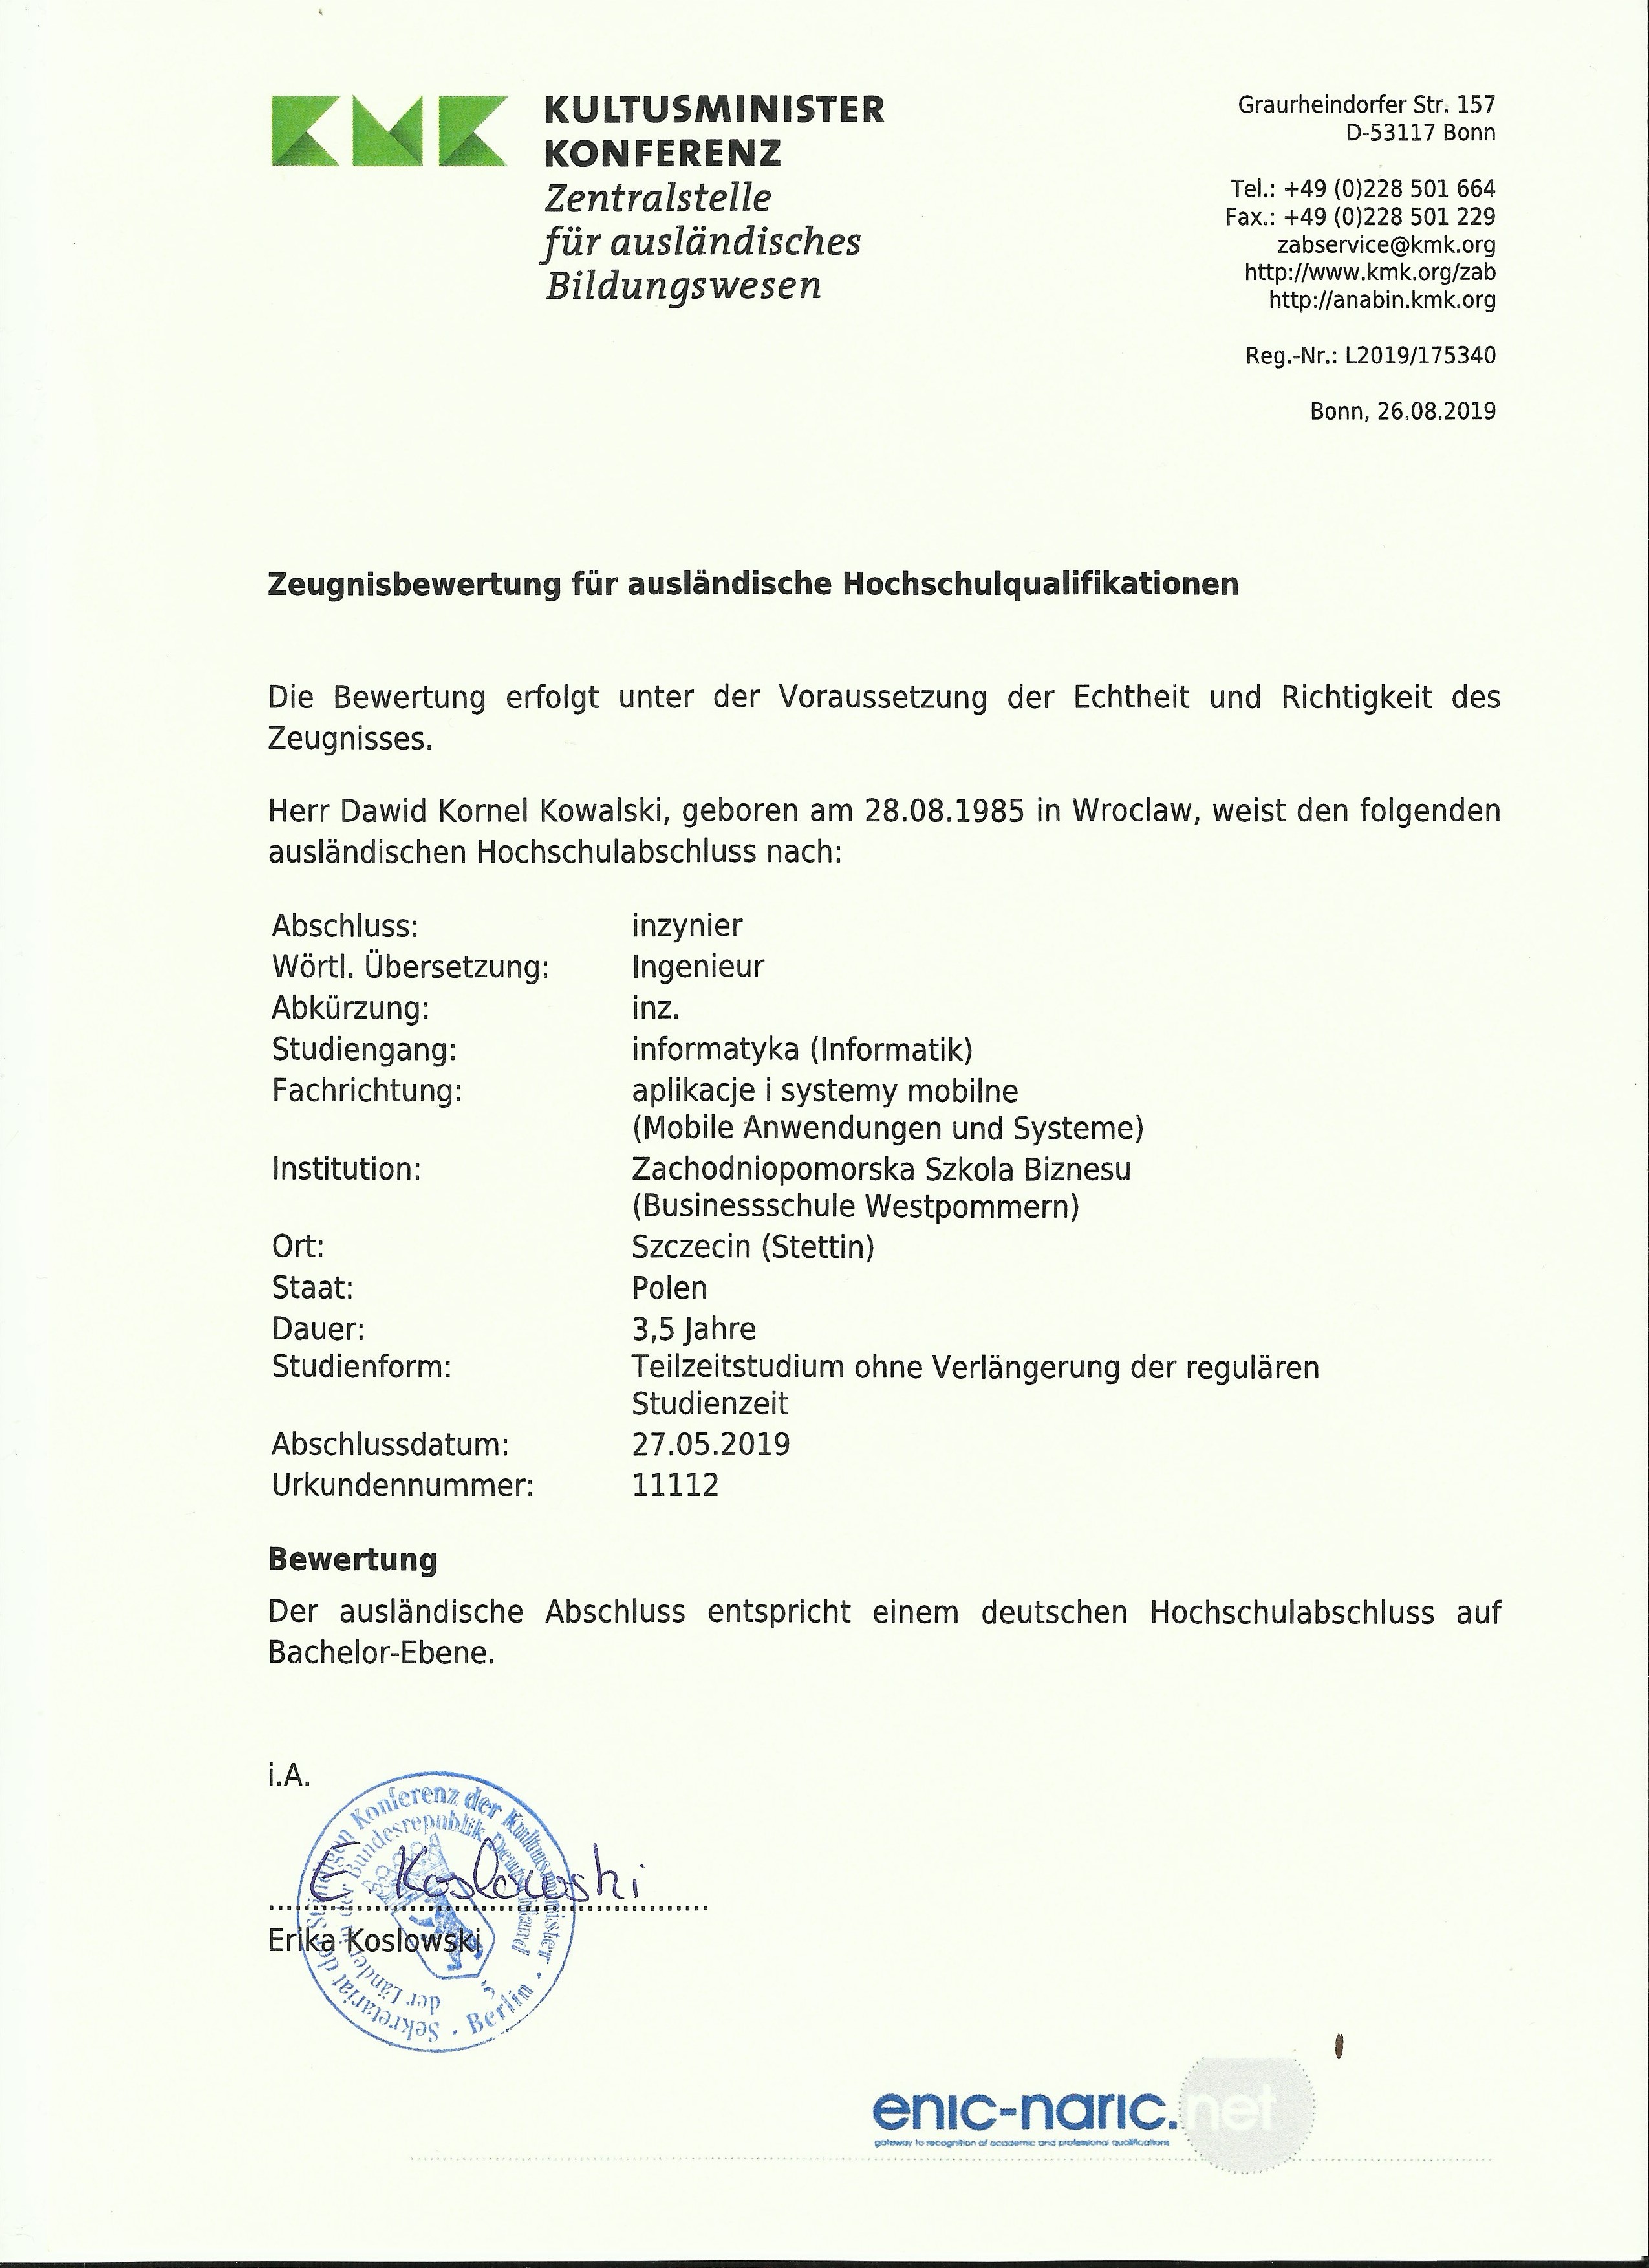 KMK
KULTUSMINISTER
KONFERENZ
Zentralstelle
für ausländisches
Bildungswesen
Graurheindorfer Str. 157
D-53117 Bonn
Tel.: +49 (0)228 501 664
Fax.: +49 (0)228 501 229
zabservice@kmk.org
http://www.kmk.org/zab
http://anabin.kmk.org
Reg.-Nr.: L2019/175340
Bonn, 26.08.2019
Zeugnisbewertung für ausländische Hochschulqualifikationen
Die Bewertung erfolgt unter der Voraussetzung der Echtheit und Richtigkeit des
Zeugnisses.
Herr Dawid Kornel Kowalski, geboren am 28.08.1985 in Wroclaw, weist den folgenden
ausländischen Hochschulabschluss nach:
Abschluss: inzynier
Wörtl. Übersetzung: Ingenieur
Abkürzung: inz.
Studiengang: informatyka (Informatik)
Fachrichtung: aplikacje i systemy mobilne
(Mobile Anwendungen und Systeme)
Institution: Zachodniopomorska Szkola Biznesu
(Businessschule Westpommern)
Ort: Szczecin (Stettin)
Staat: Polen
Dauer: 3,5 Jahre
Studienform: Teilzeitstudium ohne Verlängerung der regulären
Studienzeit
Abschlussdatum: 27.05.2019
Urkundennummer: 11112
Bewertung
Der ausländische Abschluss entspricht einem deutschen Hochschulabschluss auf
Bachelor-Ebene.
i.A.
E Koslowski
Erika Koslowski
Sekretariat der Ständigen Konferenz der Kultusminister · Berlin ·
der Länder in der Bundesrepublik Deutschland
enic-naric.net
gateway to recognition of academic and professional qualifications